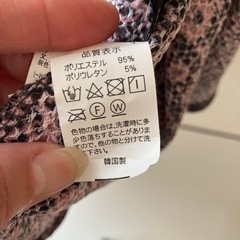 品質表示
ポリエステル 95%
ポリウレタン 5%
F W
色物の場合は、洗濯時に多
少色落ちすることがありますの
で、他の物と分けて洗って
下さい。
韓国製